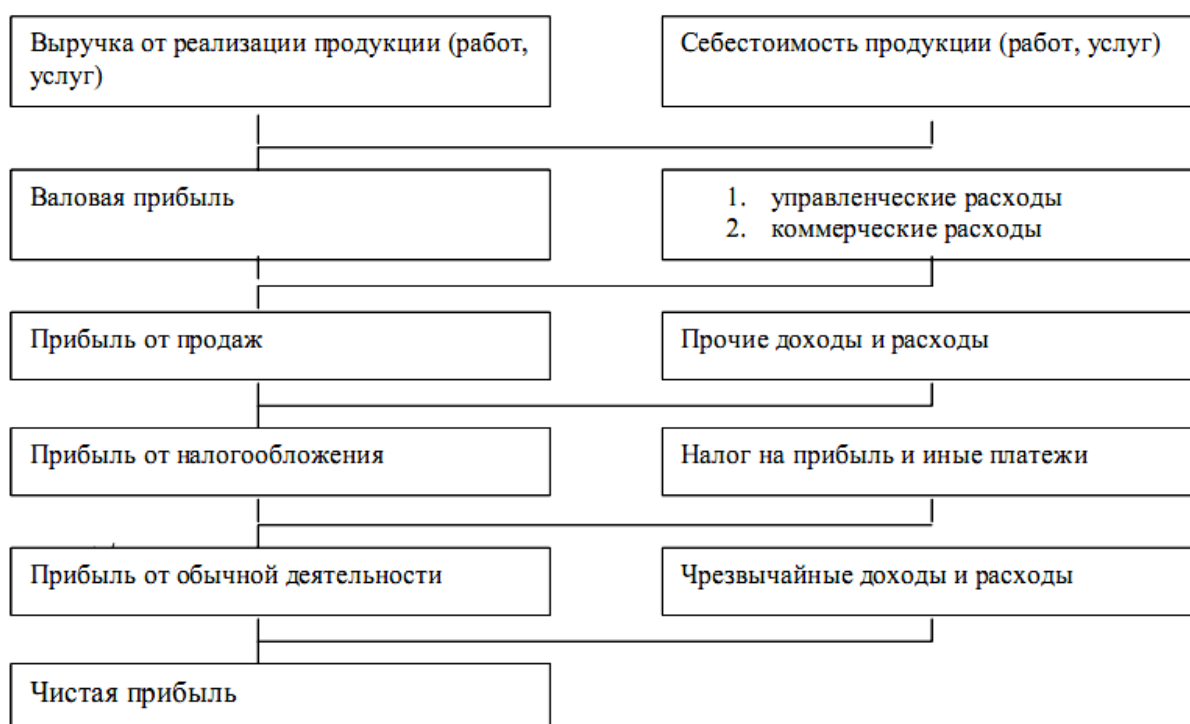 Выручка от реализации продукции (работ,
услуг)
Себестоимость продукции (работ, услуг)
Валовая прибыль
1. управленческие расходы
2. коммерческие расходы
Прибыль от продаж
Прочие доходы и расходы
Прибыль от налогообложения
Налог на прибыль и иные платежи
Прибыль от обычной деятельности
Чрезвычайные доходы и расходы
Чистая прибыль